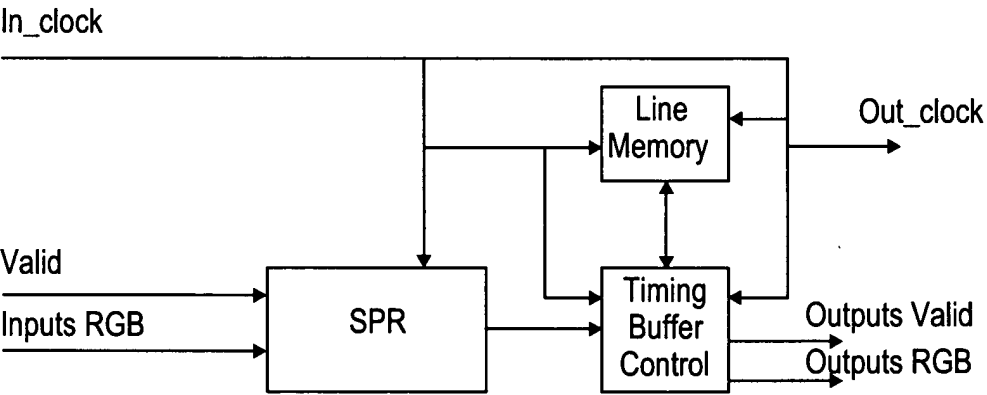 In_clock
Line
Memory
Out_clock
Valid
Inputs RGB
SPR
Timing
Buffer
Control
Outputs Valid
Outputs RGB